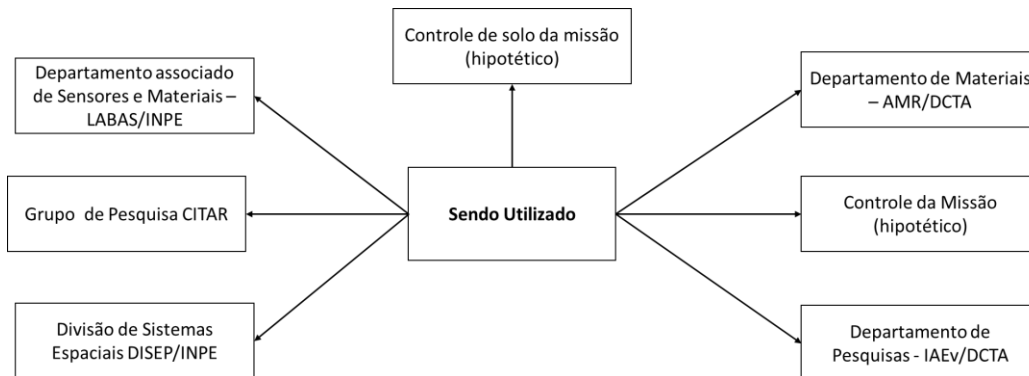 Controle de solo da missão
(hipotético)
Departamento associado
de Sensores e Materiais –
LABAS/INPE
Departamento de Materiais
– AMR/DCTA
Grupo de Pesquisa CITAR
Sendo Utilizado
Controle da Missão
(hipotético)
Divisão de Sistemas
Espaciais DISEP/INPE
Departamento de
Pesquisas - IAEv/DCTA